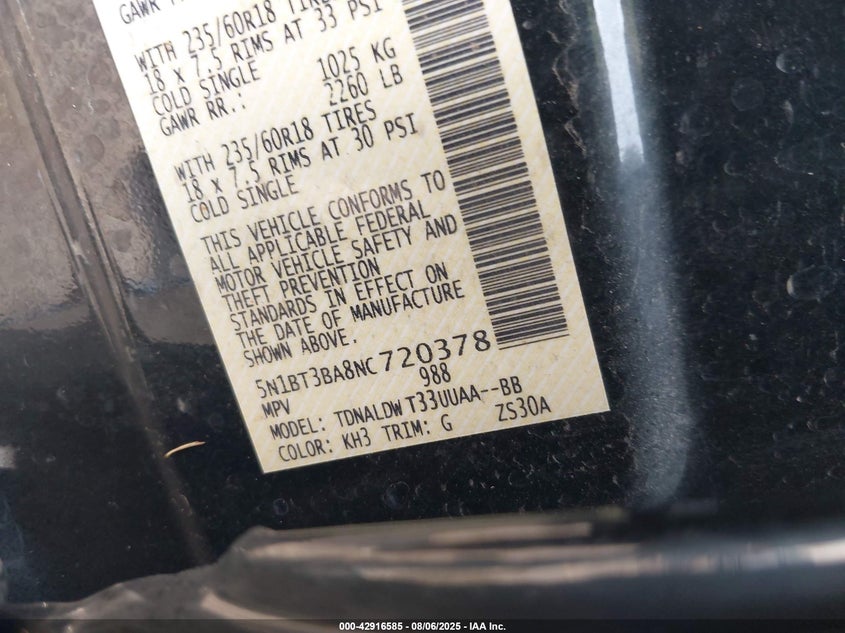 GAWR
WITH 235/60R18 TIRES
18 x 7.5 RIMS AT 33 PSI
COLD SINGLE 1025 KG
GAWR RR.: 2260 LB
WITH 235/60R18 TIRES
18 x 7.5 RIMS AT 30 PSI
COLD SINGLE
THIS VEHICLE CONFORMS TO
ALL APPLICABLE FEDERAL
MOTOR VEHICLE SAFETY AND
THEFT PREVENTION
STANDARDS IN EFFECT ON
THE DATE OF MANUFACTURE
SHOWN ABOVE.
5N1BT3BA8NC720378
MPV 988
MODEL: TDNALDWT33UUAA--BB
COLOR: KH3 TRIM: G ZS30A
000-42916585 - 08/06/2025 - IAA Inc.